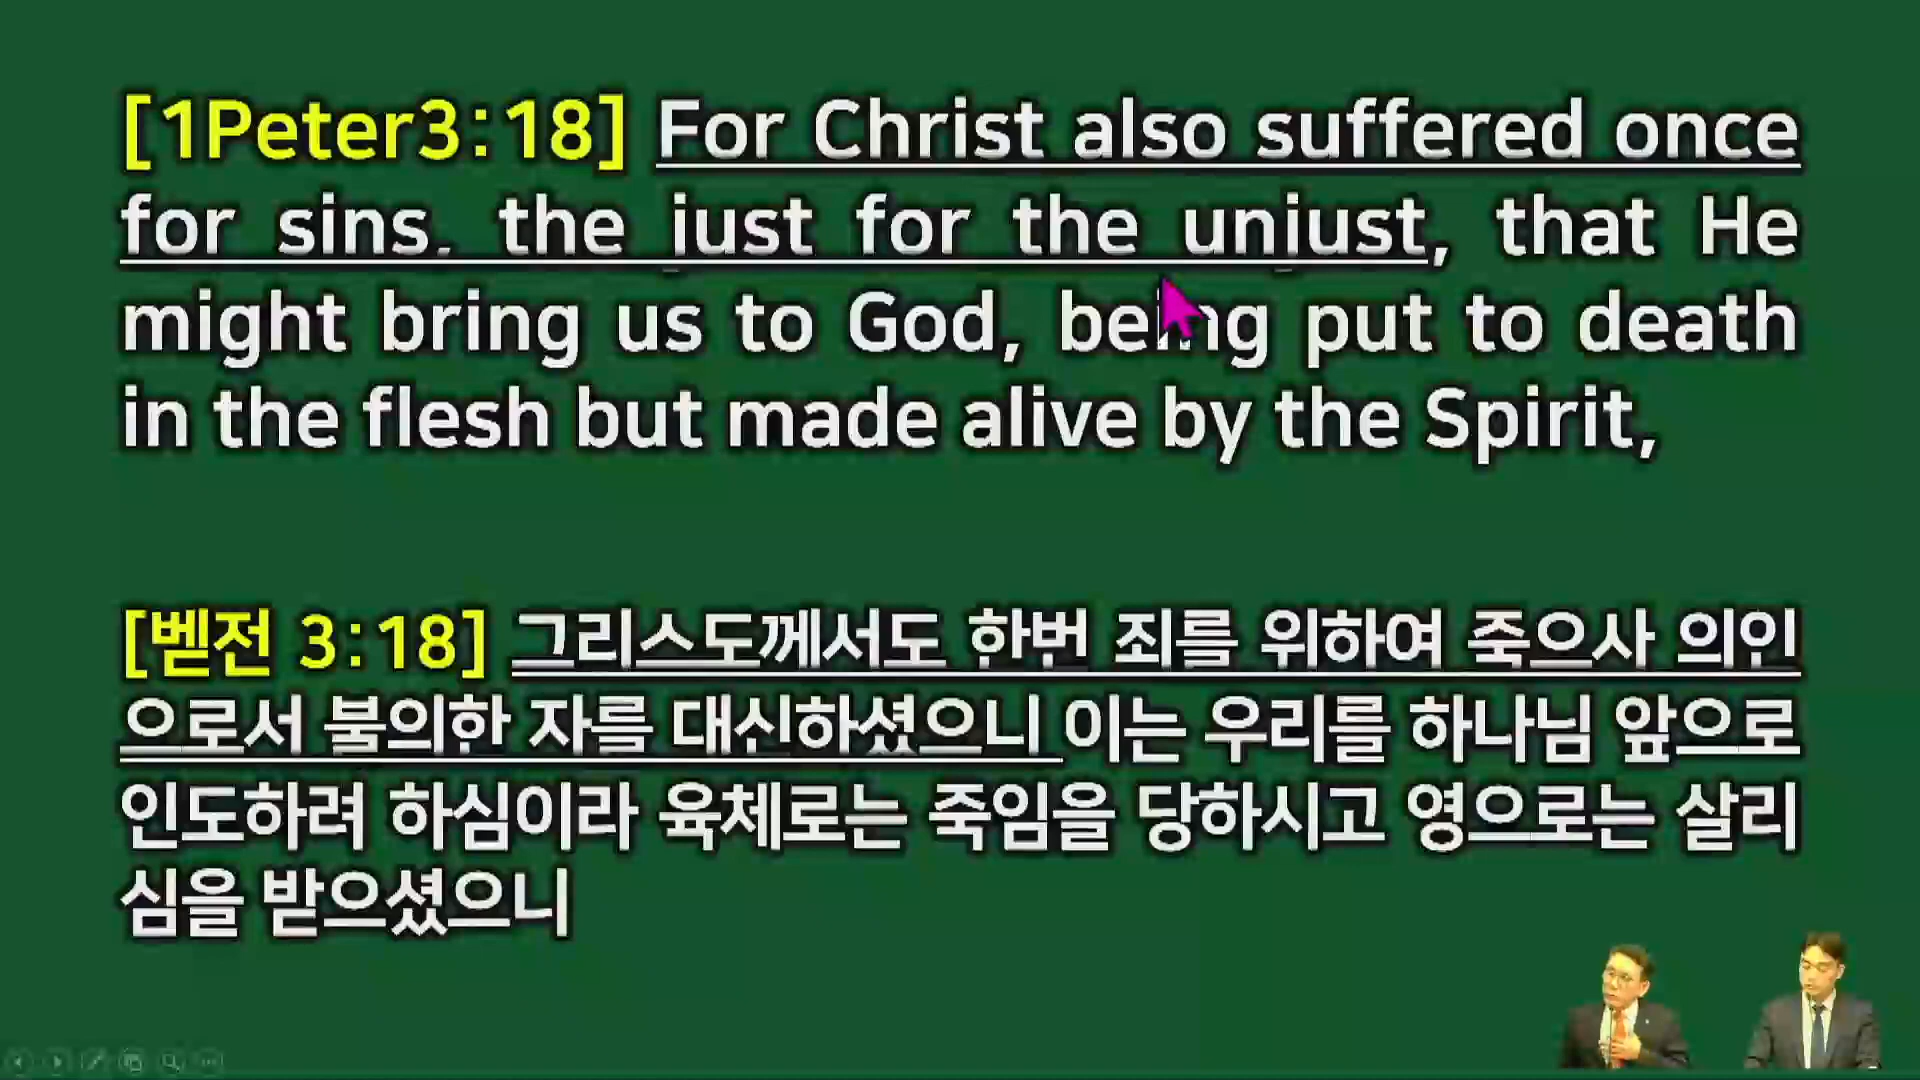 [1Peter3:18] For Christ also suffered once
for sins, the just for the unjust, that He
might bring us to God, being put to death
in the flesh but made alive by the Spirit,
[벧전 3:18] 그리스도께서도 한번 죄를 위하여 죽으사 의인
으로서 불의한 자를 대신하셨으니 이는 우리를 하나님 앞으로
인도하려 하심이라 육체로는 죽임을 당하시고 영으로는 살리
심을 받으셨으니